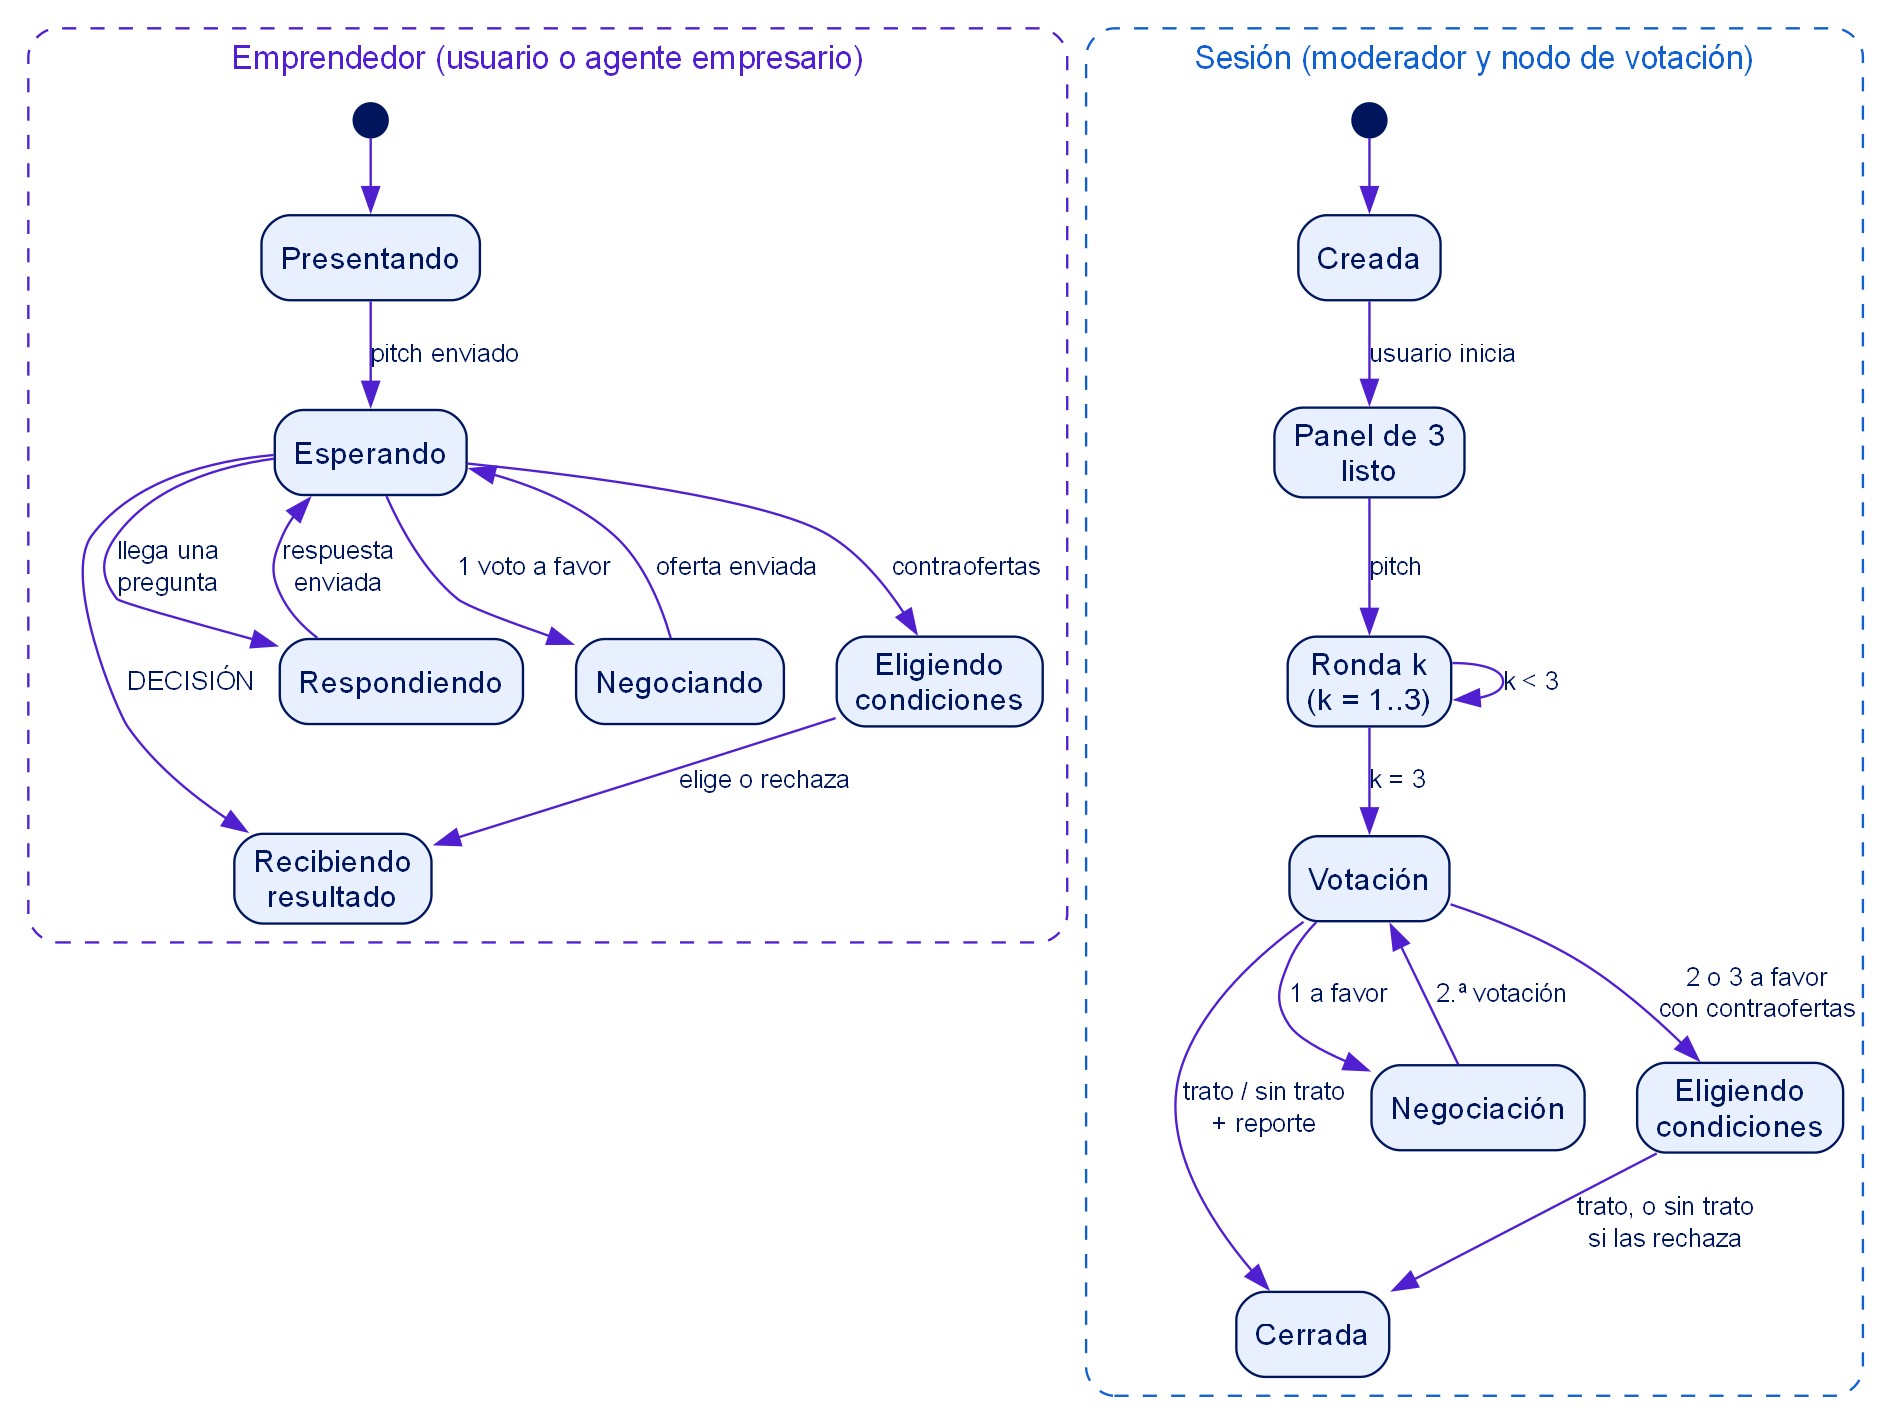 Emprendedor (usuario o agente empresario)
Presentando
pitch enviado
Esperando
llega una
pregunta
respuesta
enviada
1 voto a favor
oferta enviada
contraofertas
DECISIÓN
Respondiendo
Negociando
Eligiendo
condiciones
elige o rechaza
Recibiendo
resultado
Sesión (moderador y nodo de votación)
Creada
usuario inicia
Panel de 3
listo
pitch
Ronda k
(k = 1..3)
k < 3
k = 3
Votación
1 a favor
2.ª votación
2 o 3 a favor
con contraofertas
trato / sin trato
+ reporte
Negociación
Eligiendo
condiciones
trato, o sin trato
si las rechaza
Cerrada